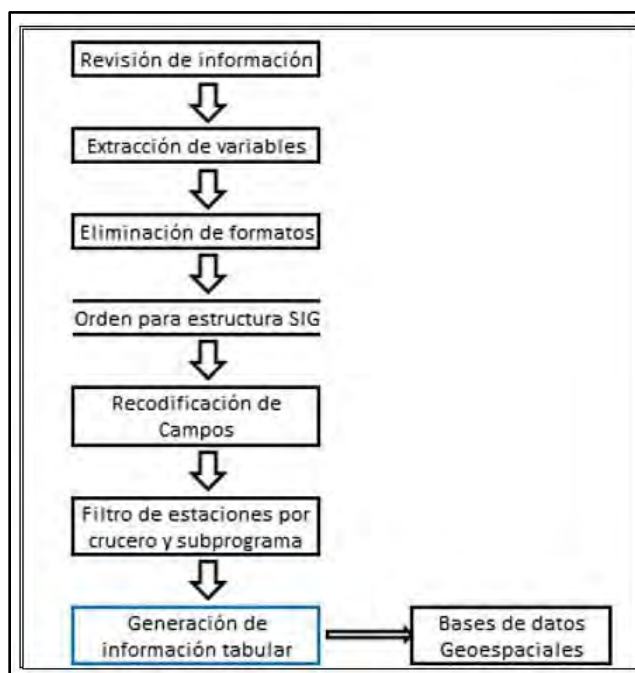 Revisión de información
Extracción de variables
Eliminación de formatos
Orden para estructura SIG
Recodificación de
Campos
Filtro de estaciones por
crucero y subprograma
Generación de
información tabular
Bases de datos
Geoespaciales